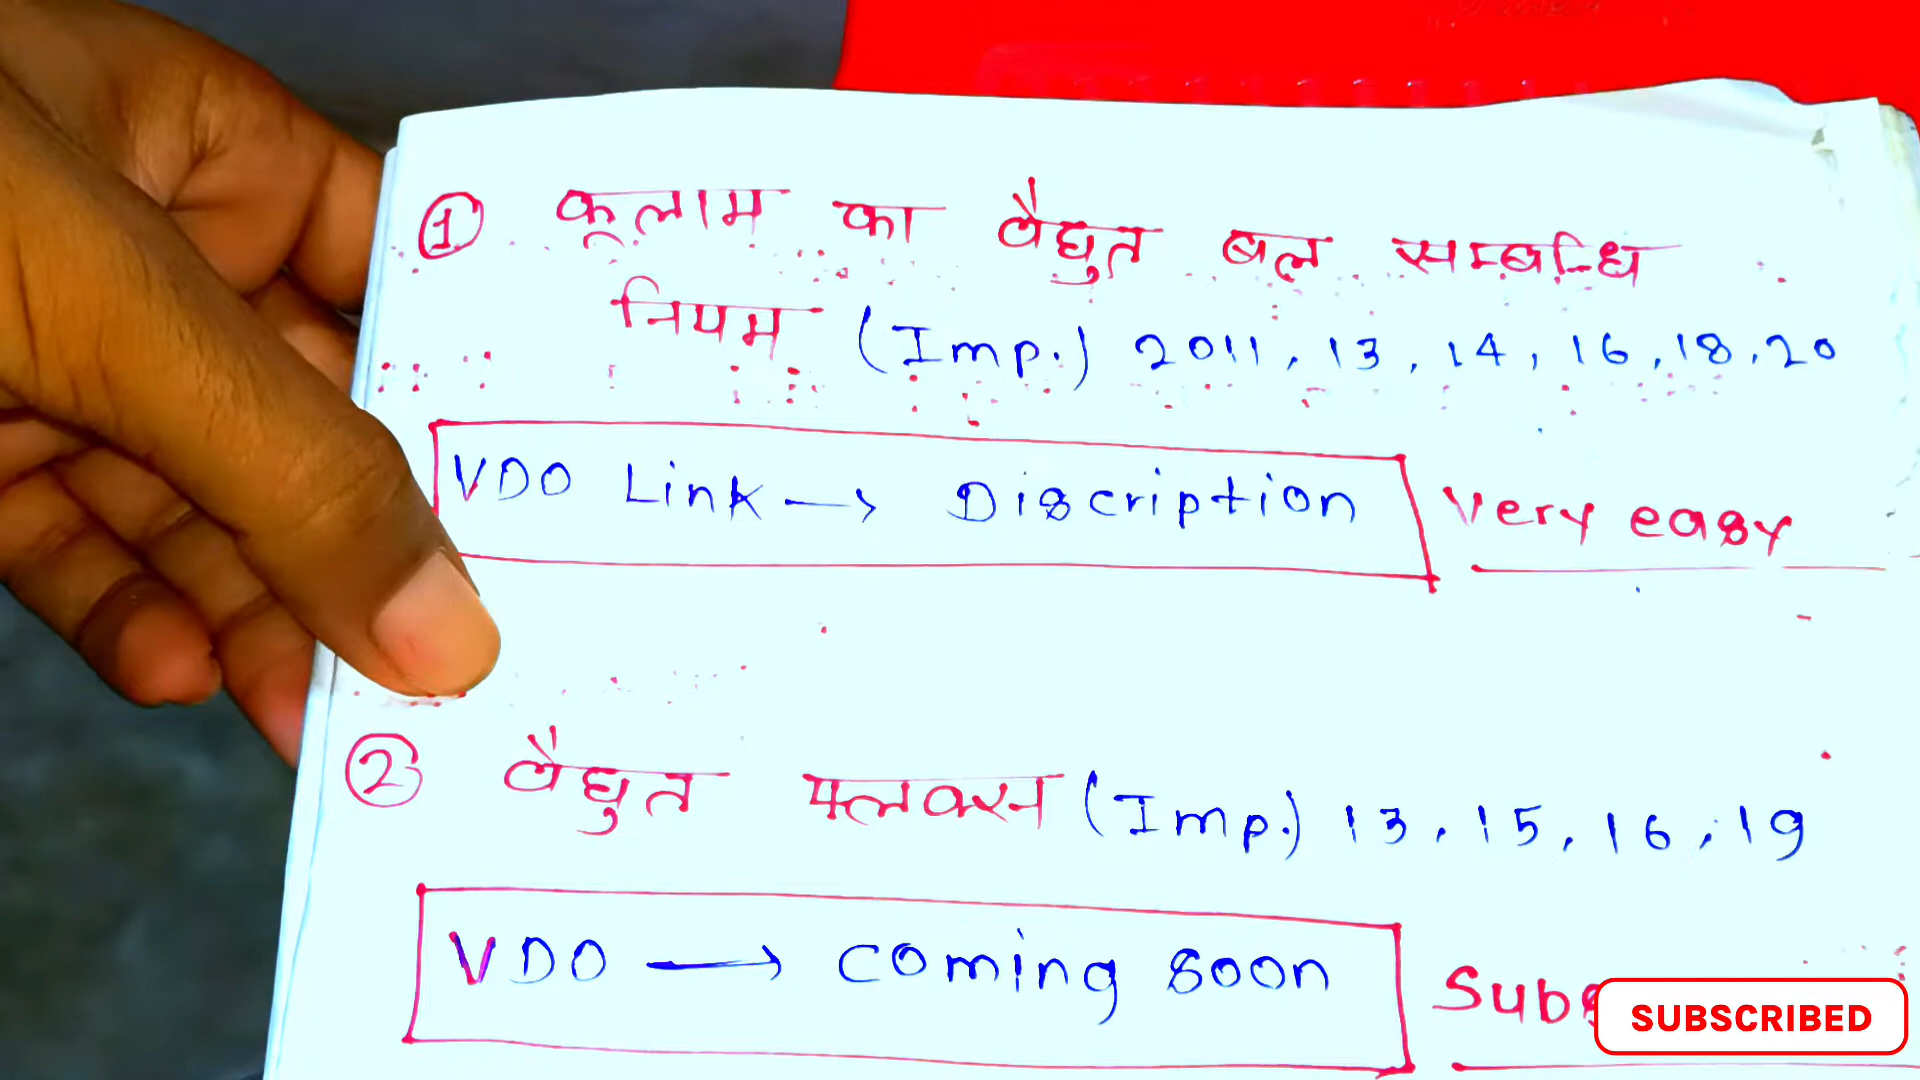 ① कूलाम का वैद्युत बल सम्बन्धि
नियम (Imp.) 2011, 13, 14, 16, 18, 20
VDO Link → Discription Very easy
② वैद्युत फ्लक्स (Imp.) 13, 15, 16, 19
VDO → Coming soon
SUBSCRIBED